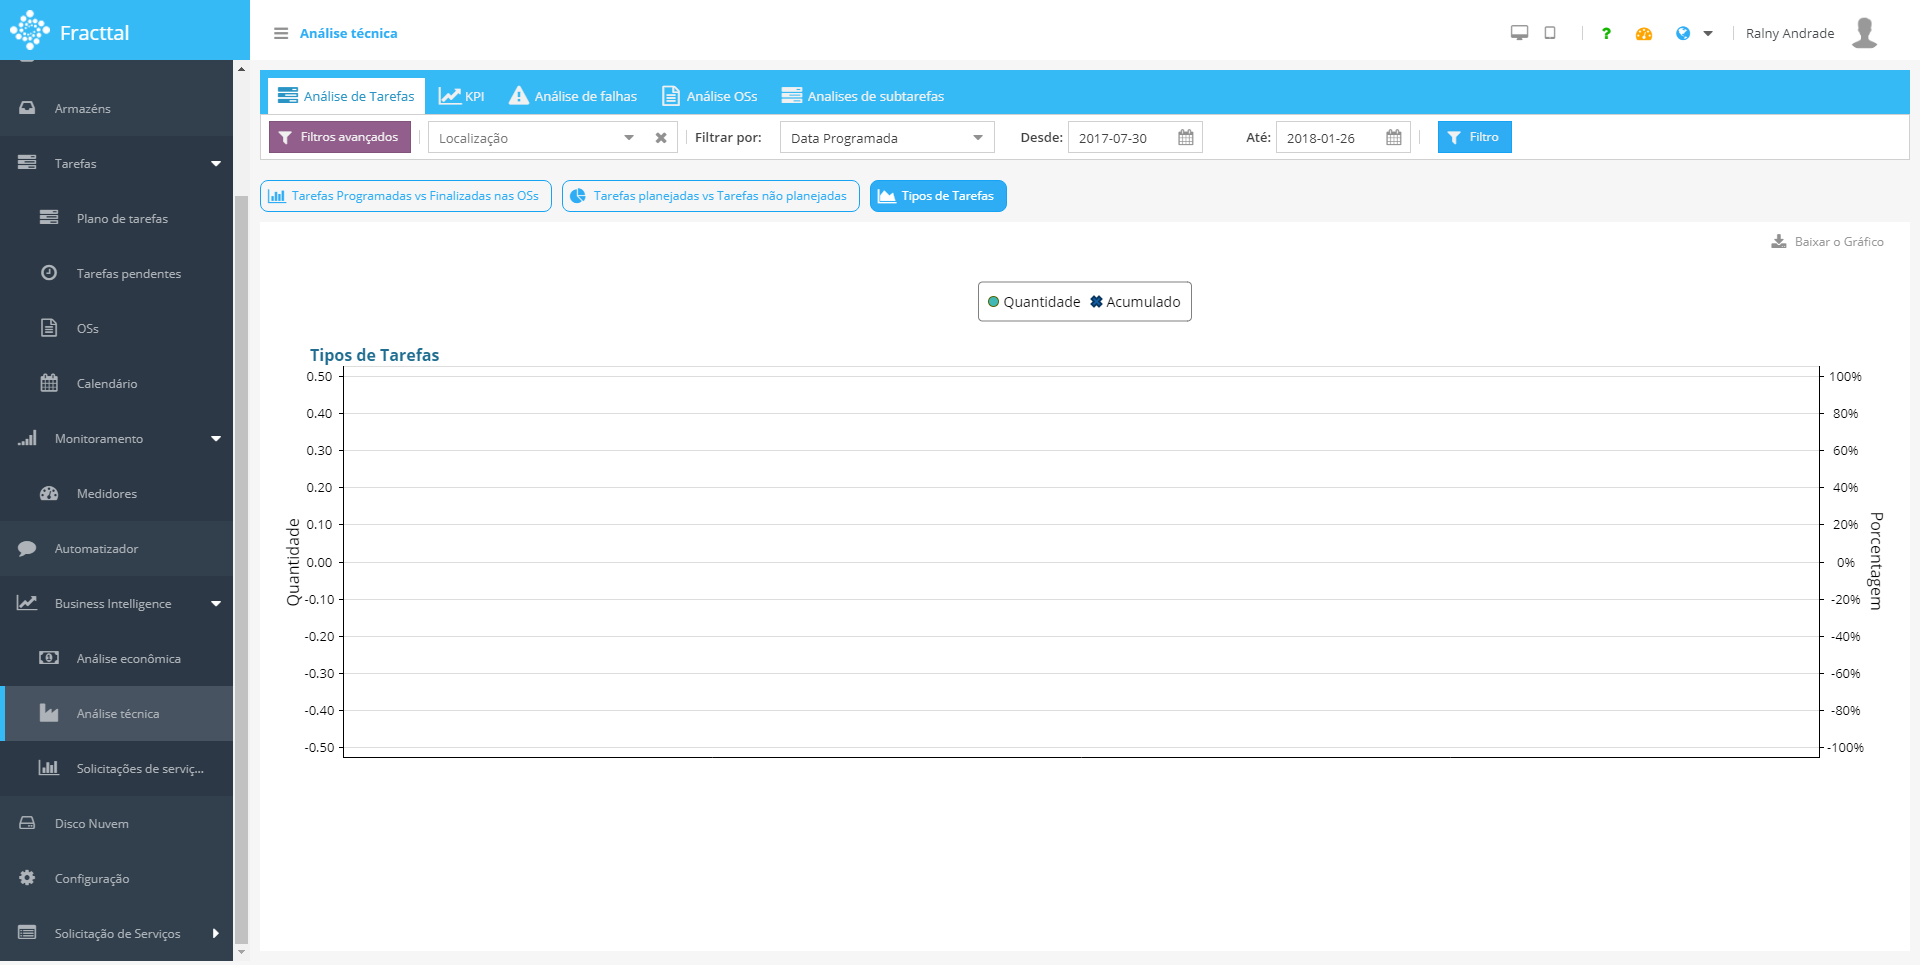 Fracttal
Análise técnica
?
Ralny Andrade
Armazéns
Tarefas
Plano de tarefas
Tarefas pendentes
OSs
Calendário
Monitoramento
Medidores
Automatizador
Business Intelligence
Análise econômica
Análise técnica
Solicitações de serviç...
Disco Nuvem
Configuração
Solicitação de Serviços
Análise de Tarefas
KPI
Análise de falhas
Análise OSs
Analises de subtarefas
Filtros avançados
Localização
Filtrar por:
Data Programada
Desde:
2017-07-30
Até:
2018-01-26
Filtro
Tarefas Programadas vs Finalizadas nas OSs
Tarefas planejadas vs Tarefas não planejadas
Tipos de Tarefas
Baixar o Gráfico
Quantidade
Acumulado
Tipos de Tarefas
0.50
0.40
0.30
0.20
0.10
0.00
-0.10
-0.20
-0.30
-0.40
-0.50
Quantidade
100%
80%
60%
40%
20%
0%
-20%
-40%
-60%
-80%
-100%
Porcentagem